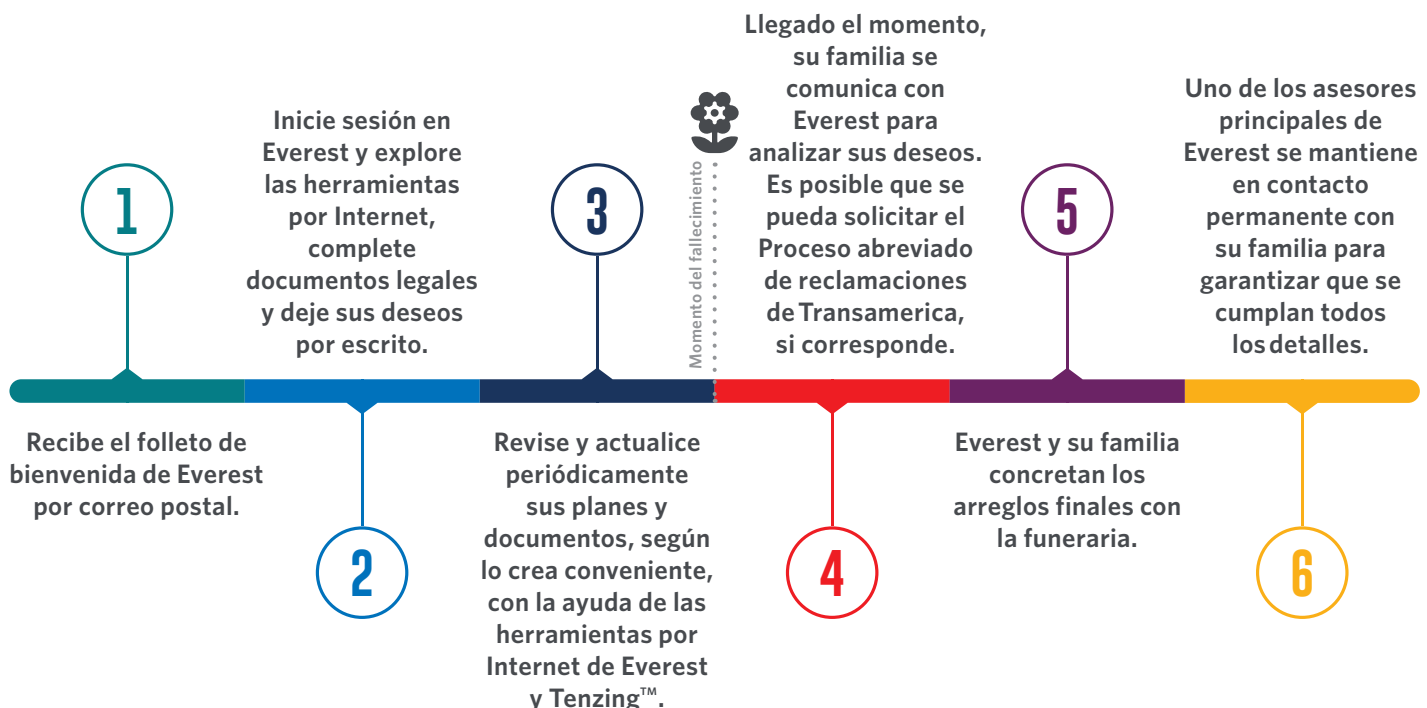 1
Recibe el folleto de
bienvenida de Everest
por correo postal.
Inicie sesión en
Everest y explore
las herramientas
por Internet,
complete
documentos legales
y deje sus deseos
por escrito.
2
3
Revise y actualice
periódicamente
sus planes y
documentos, según
lo crea conveniente,
con la ayuda de las
herramientas por
Internet de Everest
y Tenzing™.
Momento del fallecimiento
Llegado el momento,
su familia se
comunica con
Everest para
analizar sus deseos.
Es posible que se
pueda solicitar el
Proceso abreviado
de reclamaciones
de Transamerica,
si corresponde.
4
5
Everest y su familia
concretan los
arreglos finales con
la funeraria.
Uno de los asesores
principales de
Everest se mantiene
en contacto
permanente con
su familia para
garantizar que se
cumplan todos
los detalles.
6